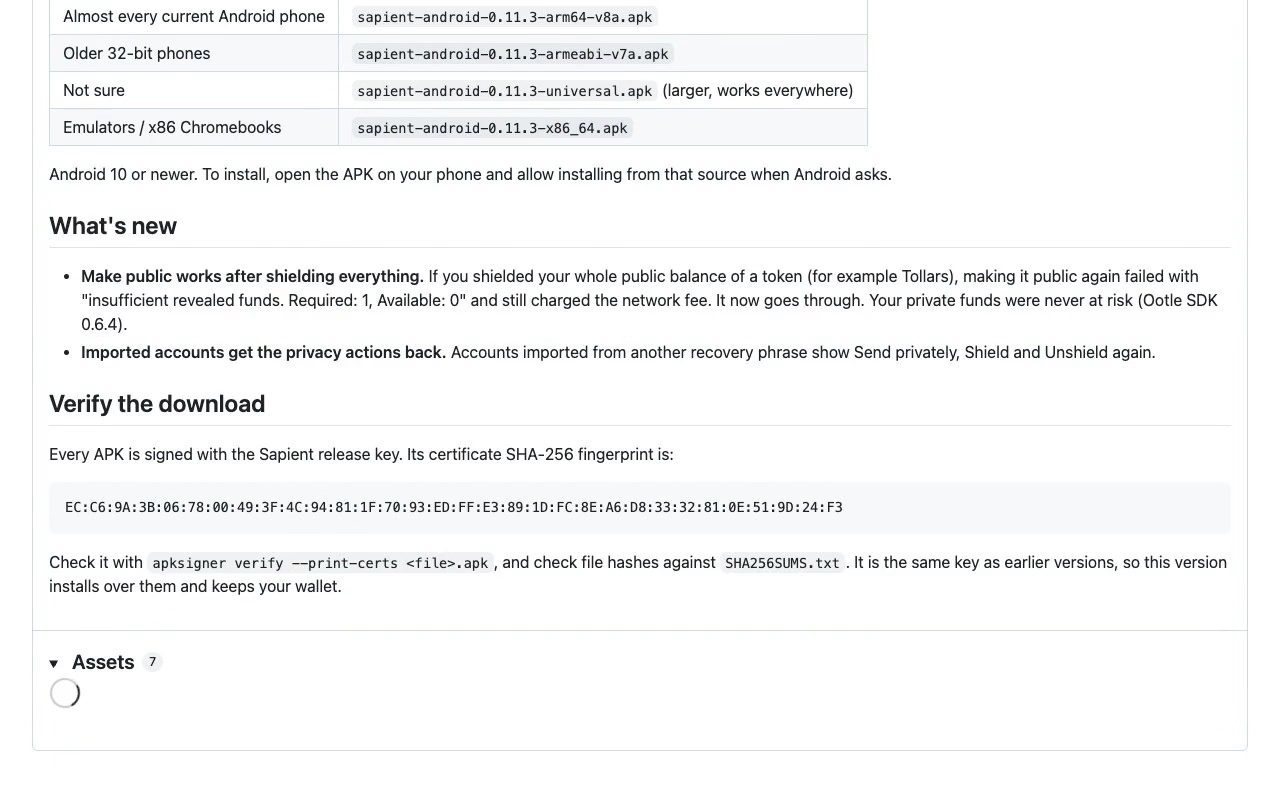 Almost every current Android phone sapient-android-0.11.3-arm64-v8a.apk
Older 32-bit phones sapient-android-0.11.3-armeabi-v7a.apk
Not sure sapient-android-0.11.3-universal.apk (larger, works everywhere)
Emulators / x86 Chromebooks sapient-android-0.11.3-x86_64.apk
Android 10 or newer. To install, open the APK on your phone and allow installing from that source when Android asks.
What's new
• Make public works after shielding everything. If you shielded your whole public balance of a token (for example Tollars), making it public again failed with
"insufficient revealed funds. Required: 1, Available: 0" and still charged the network fee. It now goes through. Your private funds were never at risk (Ootle SDK
0.6.4).
• Imported accounts get the privacy actions back. Accounts imported from another recovery phrase show Send privately, Shield and Unshield again.
Verify the download
Every APK is signed with the Sapient release key. Its certificate SHA-256 fingerprint is:
EC:C6:9A:3B:06:78:00:49:3F:4C:94:81:1F:70:93:ED:FF:E3:89:1D:FC:8E:A6:D8:33:32:81:0E:51:9D:24:F3
Check it with apksigner verify --print-certs <file>.apk , and check file hashes against SHA256SUMS.txt . It is the same key as earlier versions, so this version
installs over them and keeps your wallet.
Assets 7